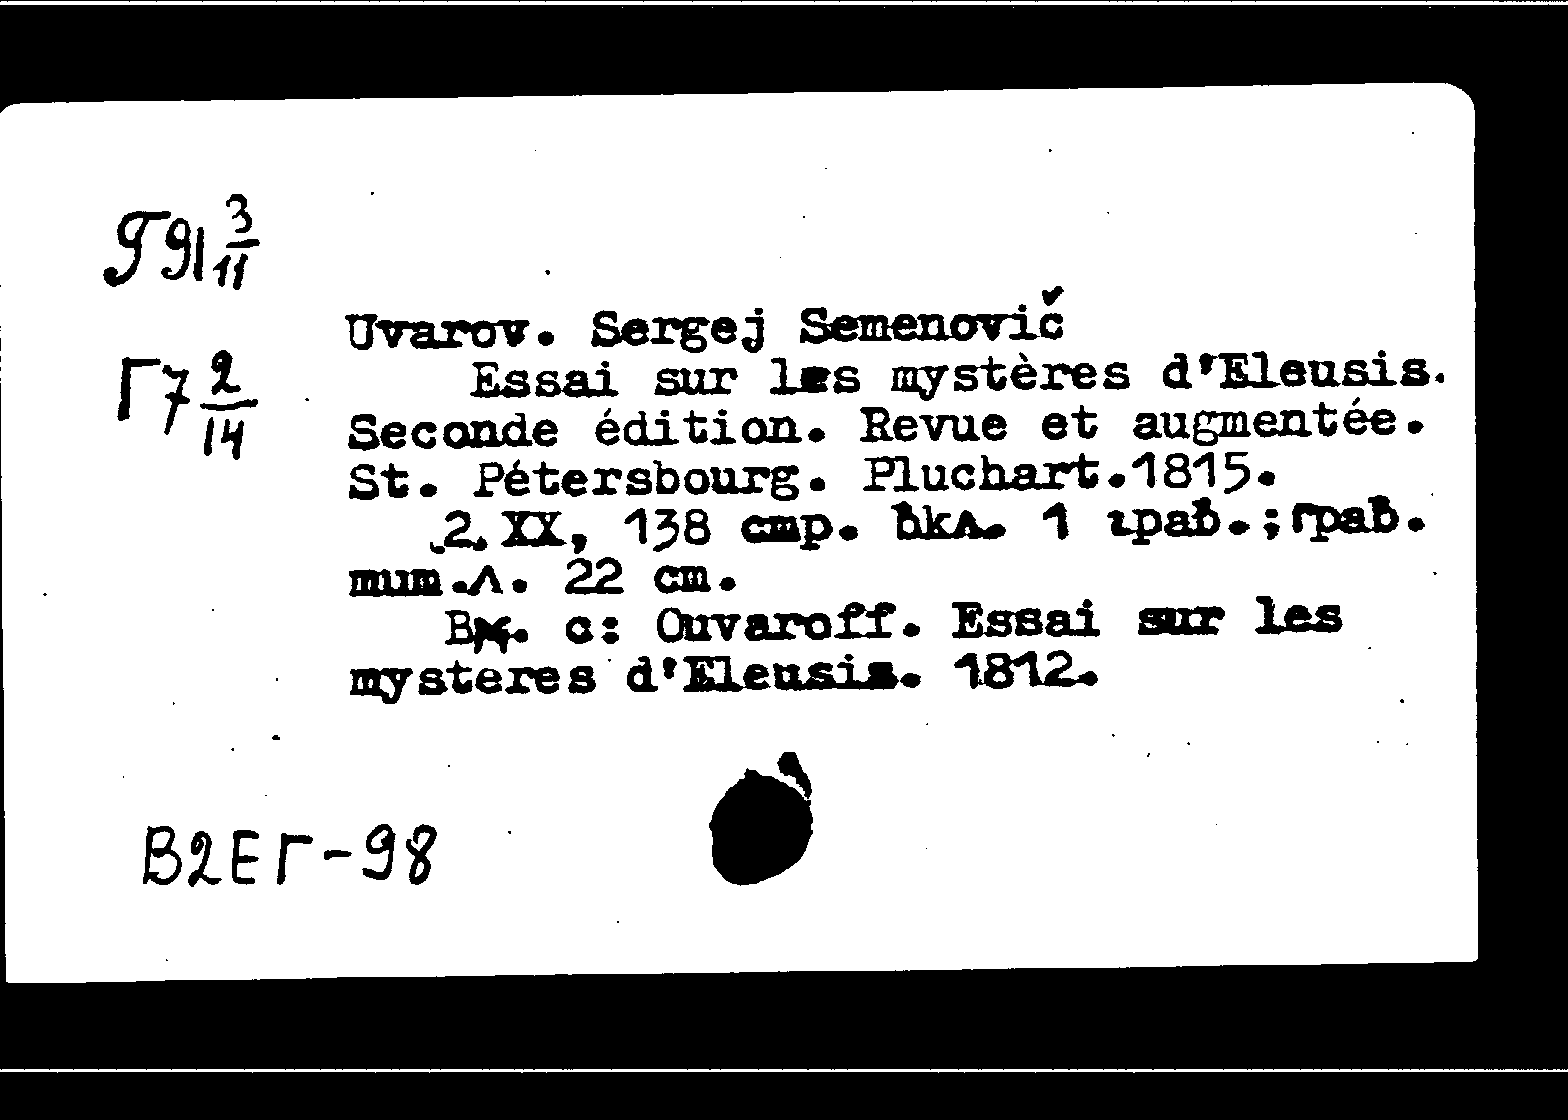 Г 91 3/11
Uvarov. Sergej Semenovič
Г7 2/14
Essai sur les mystères d'Eleusis.
Seconde édition. Revue et augmentée.
St. Pétersbourg. Pluchart.1815.
2. XX, 138 стр. вкл. 1 грав.; грав.
тит.л. 22 cm.
c: Ouvaroff. Essai sur les
mysteres d'Eleusis. 1812.
В2ЕГ-98